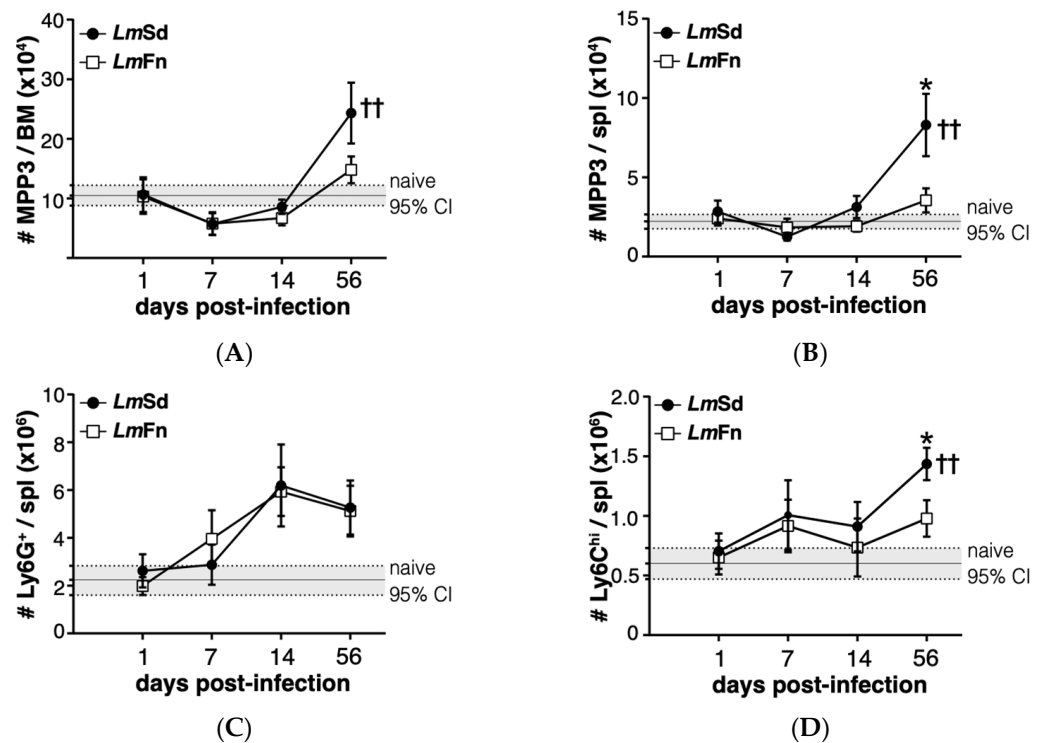 # MPP3 / BM (x10⁴)
40
30
20
10
0
LmSd
LmFn
††
naive
95% CI
1 7 14 56
days post-infection
(A)
# MPP3 / spl (x10⁴)
15
10
5
0
LmSd
LmFn
*
††
naive
95% CI
1 7 14 56
days post-infection
(B)
# Ly6G⁺ / spl (x10⁶)
10
8
6
4
2
0
LmSd
LmFn
naive
95% CI
1 7 14 56
days post-infection
(C)
# Ly6Cʰⁱ / spl (x10⁶)
2.0
1.5
1.0
0.5
0
LmSd
LmFn
*
††
naive
95% CI
1 7 14 56
days post-infection
(D)